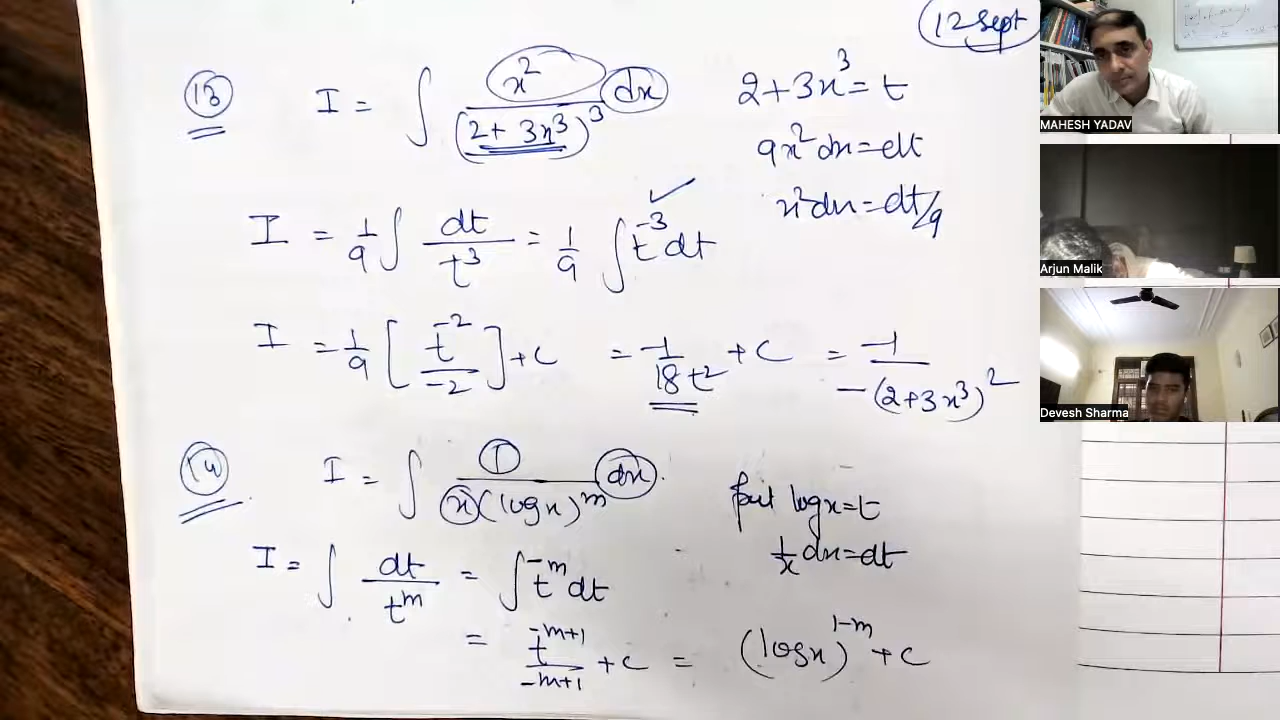 12 Sept
(13) I = ∫ x² / (2 + 3x³)³ dx
2 + 3x³ = t
9x² dx = dt
x² dx = dt/9
I = 1/9 ∫ dt / t³ = 1/9 ∫ t⁻³ dt
I = 1/9 [ t⁻² / -2 ] + c = -1 / 18t² + c = -1 / -(2+3x³)²
(14) I = ∫ 1 / x (log x)ᵐ dx.
put log x = t
1/x dx = dt
I = ∫ dt / tᵐ = ∫ t⁻ᵐ dt
= t⁻ᵐ⁺¹ / -m+1 + c = (log x)¹⁻ᵐ + c
MAHESH YADAV
Arjun Malik
Devesh Sharma